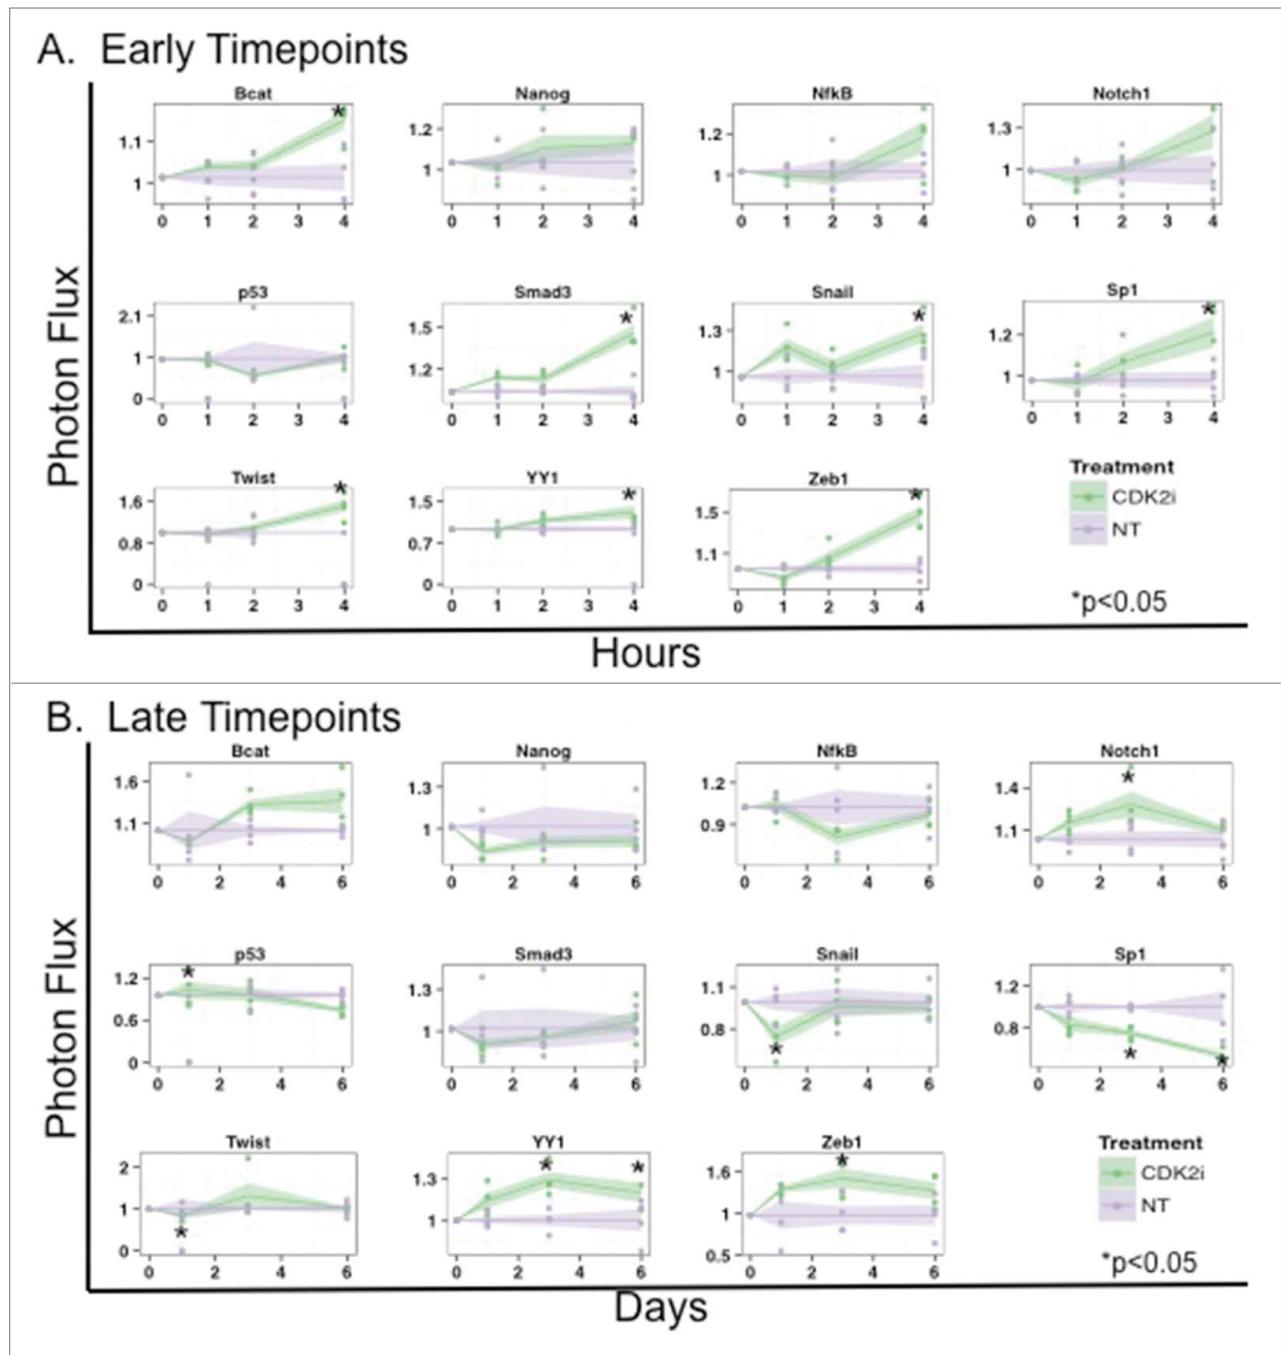 A. Early Timepoints
Bcat Nanog NfkB Notch1
1.1 * 1.2 1.2 1.3
1 1 1 1
0 1 2 3 4 0 1 2 3 4 0 1 2 3 4 0 1 2 3 4
p53 Smad3 Snail Sp1
2.1 1.5 * 1.3 * 1.2 *
1 1.2 1 1
0
0 1 2 3 4 0 1 2 3 4 0 1 2 3 4 0 1 2 3 4
Photon Flux
Twist YY1 Zeb1 Treatment
1.6 * 1.5 * 1.5 * CDK2i
0.8 0.7 1.1 NT
0 0
0 1 2 3 4 0 1 2 3 4 0 1 2 3 4 *p<0.05
Hours
B. Late Timepoints
Bcat Nanog NfkB Notch1
1.6 1.3 1.2 1.4 *
1.1 1 0.9 1.1
0 2 4 6 0 2 4 6 0 2 4 6 0 2 4 6
p53 Smad3 Snail Sp1
1.2 * 1.3 1.1 1.2
0.6 1 0.8 * 0.8 * *
0
0 2 4 6 0 2 4 6 0 2 4 6 0 2 4 6
Photon Flux
Twist YY1 Zeb1 Treatment
2 1.3 * * 1.6 * CDK2i
1 * 1 1 NT
0 0.5
0 2 4 6 0 2 4 6 0 2 4 6 *p<0.05
Days